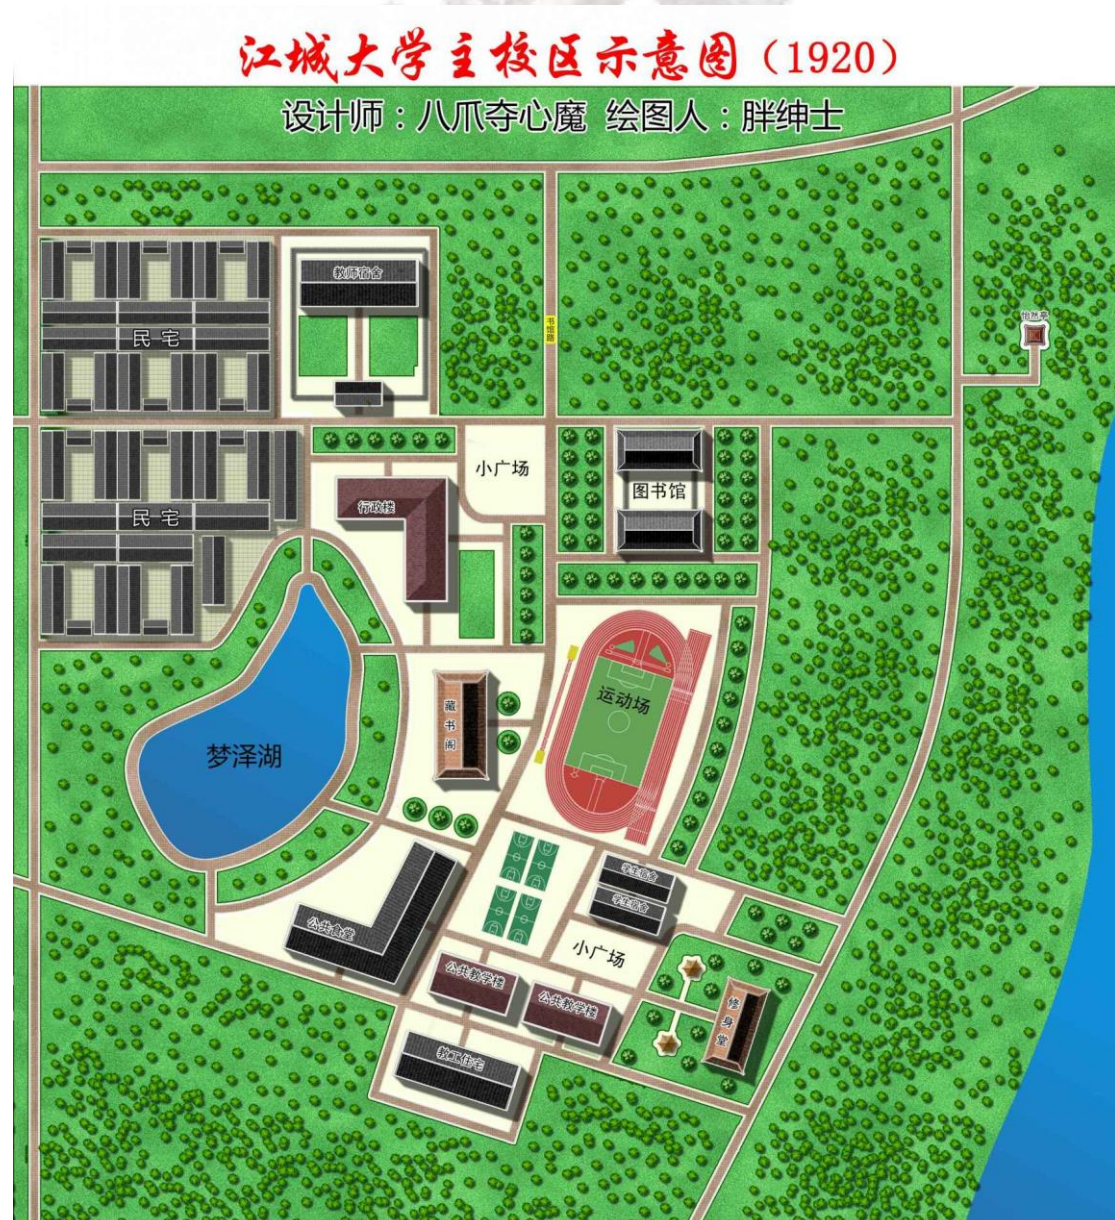 江城大学主校区示意图（1920）
设计师：八爪夺心魔 绘图人：胖绅士
教师宿舍
怡然亭
书馆路
民宅
小广场
图书馆
行政楼
民宅
运动场
藏书阁
梦泽湖
学生宿舍
学生宿舍
公共食堂
小广场
公共教学楼
公共教学楼
修身堂
教工住宅